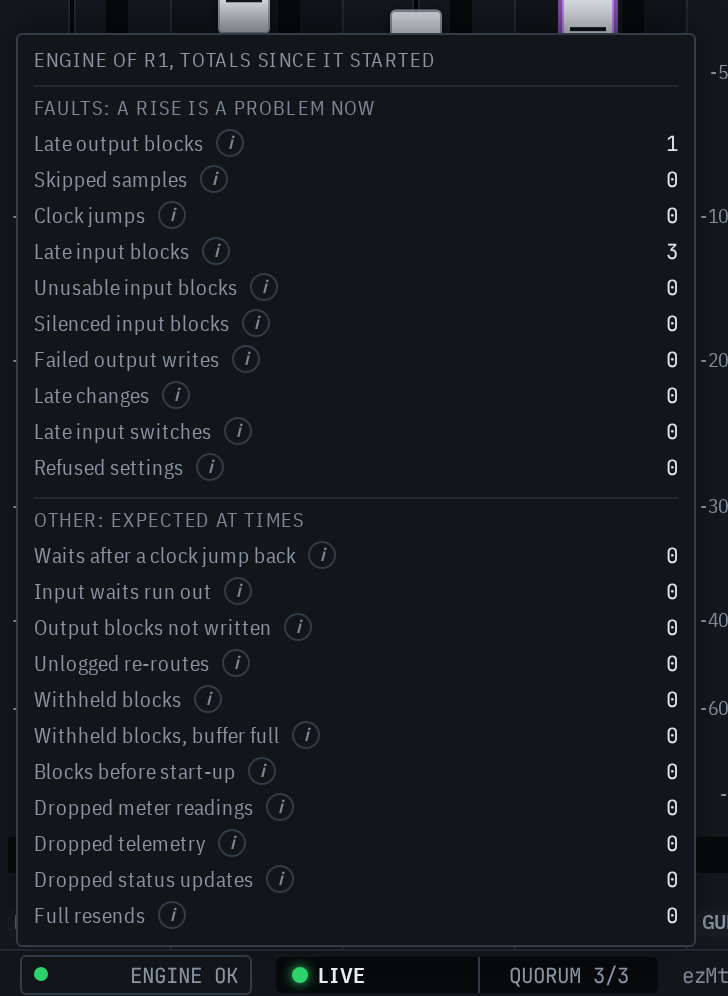 -5
ENGINE OF R1, TOTALS SINCE IT STARTED
FAULTS: A RISE IS A PROBLEM NOW
Late output blocks i 1
Skipped samples i 0
Clock jumps i 0
-10
Late input blocks i 3
Unusable input blocks i 0
Silenced input blocks i 0
Failed output writes i 0
-20
Late changes i 0
Late input switches i 0
Refused settings i 0
-30
OTHER: EXPECTED AT TIMES
Waits after a clock jump back i 0
Input waits run out i 0
Output blocks not written i 0
-40
Unlogged re-routes i 0
Withheld blocks i 0
-60
Withheld blocks, buffer full i 0
Blocks before start-up i 0
Dropped meter readings i 0
Dropped telemetry i 0
Dropped status updates i 0
Full resends i 0
ENGINE OK LIVE QUORUM 3/3